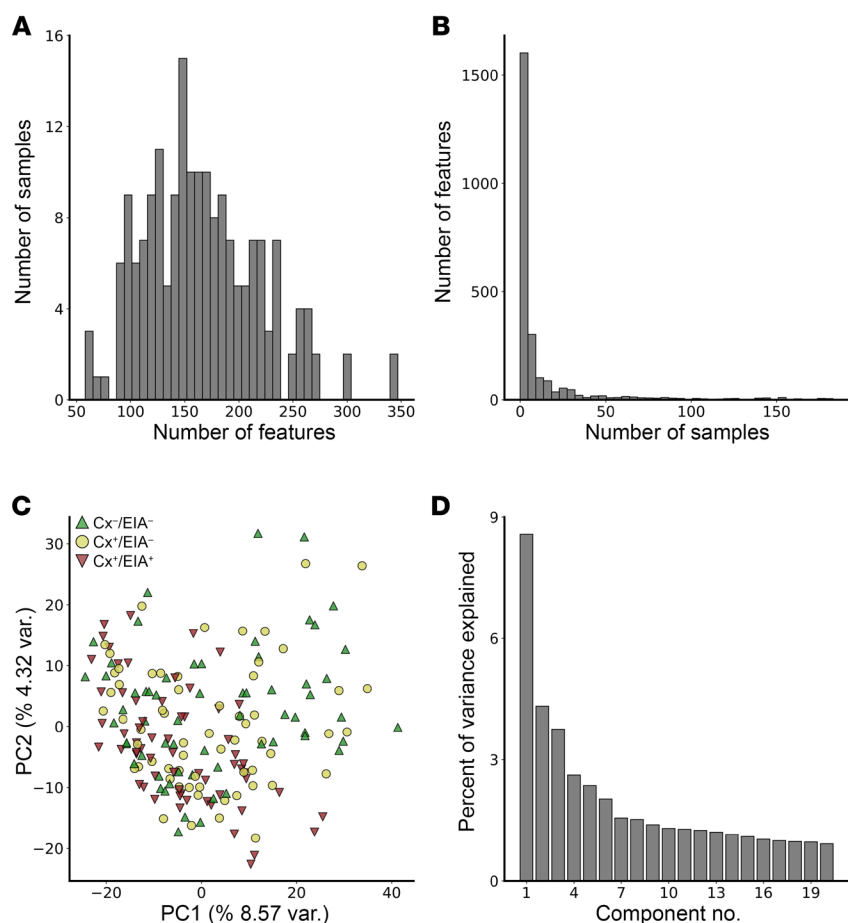 A
16
12
8
4
0
Number of samples
50 100 150 200 250 300 350
Number of features
B
1500
1000
500
0
Number of features
0 50 100 150
Number of samples
C
Cx⁻/EIA⁻
Cx⁺/EIA⁻
Cx⁺/EIA⁺
30
20
10
0
−10
−20
PC2 (% 4.32 var.)
−20 0 20 40
PC1 (% 8.57 var.)
D
9
6
3
0
Percent of variance explained
1 4 7 10 13 16 19
Component no.